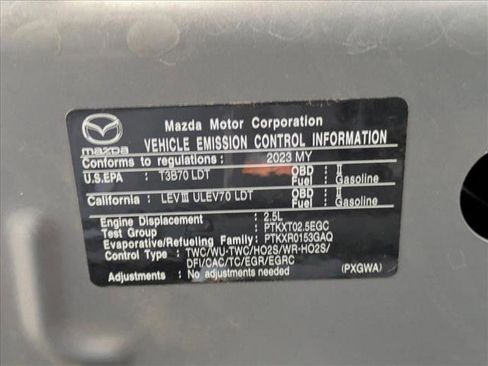 Mazda Motor Corporation
mazda
VEHICLE EMISSION CONTROL INFORMATION
Conforms to regulations: 2023 MY
U.S.EPA : T3B70 LDT OBD : II
Fuel : Gasoline
California : LEVIII ULEV70 LDT OBD : II
Fuel : Gasoline
Engine Displacement : 2.5L
Test Group : PTKXT02.5EGC
Evaporative/Refueling Family: PTKXR0153GAQ
Control Type : TWC/WU-TWC/HO2S/WR-HO2S/
DFI/CAC/TC/EGR/EGRC
Adjustments : No adjustments needed (PXGWA)